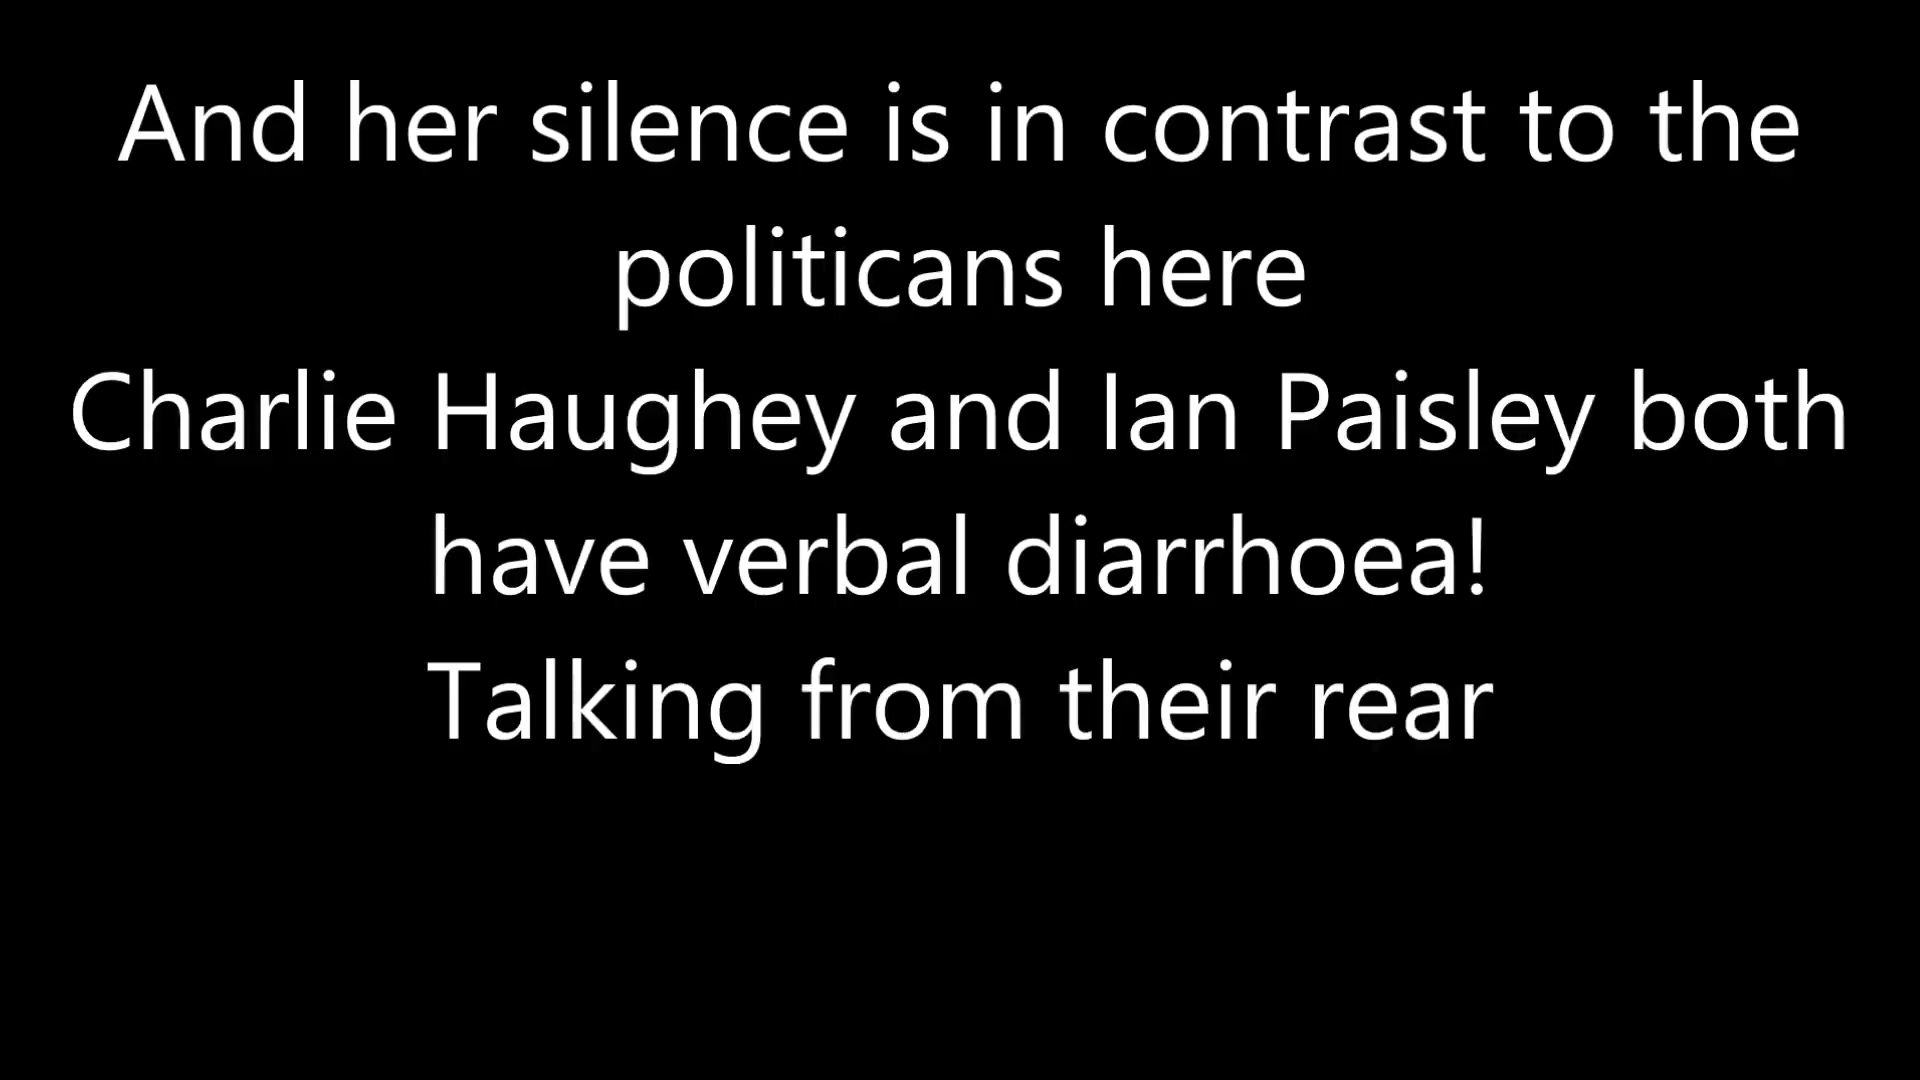 And her silence is in contrast to the
politicans here
Charlie Haughey and Ian Paisley both
have verbal diarrhoea!
Talking from their rear